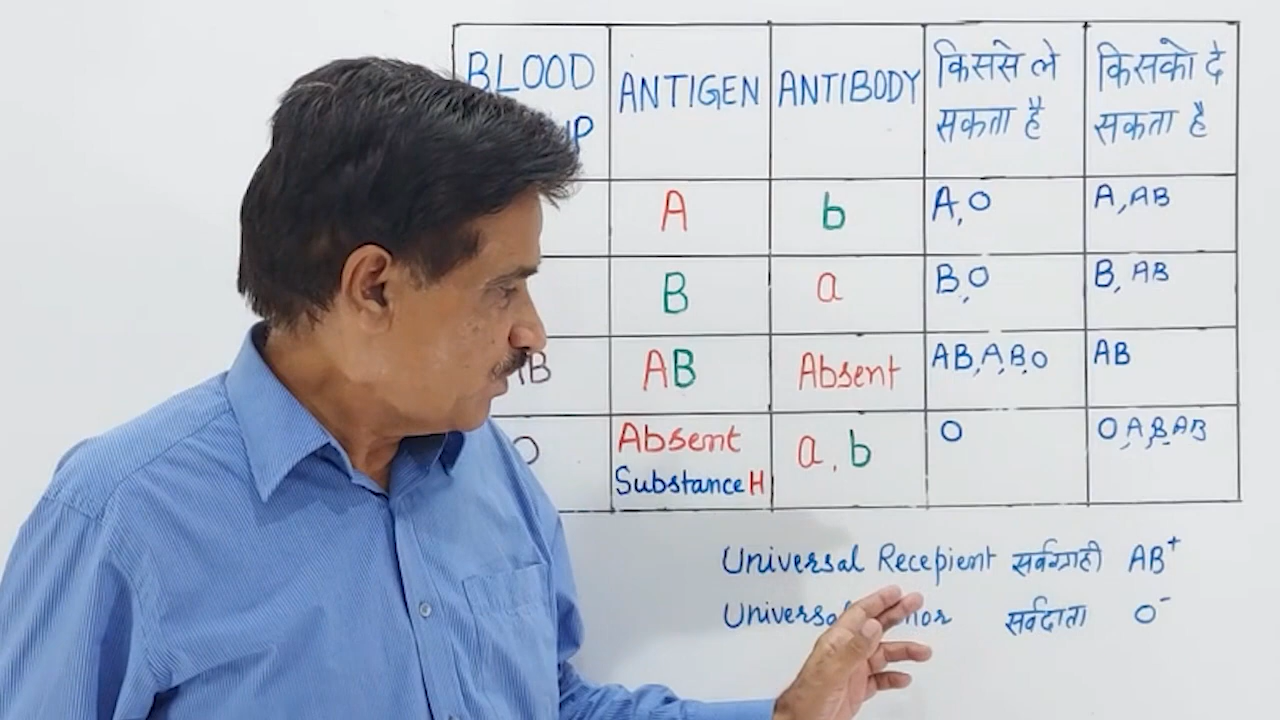 BLOOD ANTIGEN ANTIBODY किससे ले सकता है किसको दे सकता है
A b A,O A,AB
B a B,O B,AB
AB Absent AB,A,B,O AB
O Absent Substance H a,b O O,A,B,AB
Universal Recepient सर्वग्राही AB⁺
सर्वदाता O⁻